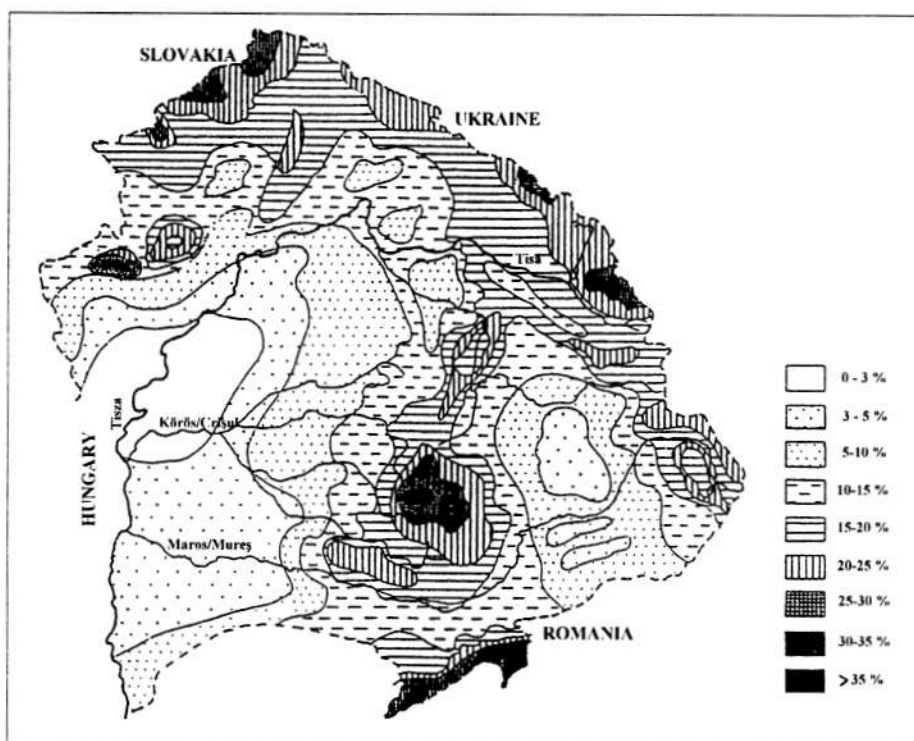 SLOVAKIA
UKRAINE
Tisa
Tisza
Körös/Crişul
HUNGARY
Maros/Mureş
ROMANIA
0 - 3 %
3 - 5 %
5-10 %
10-15 %
15-20 %
20-25 %
25-30 %
30-35 %
>35 %